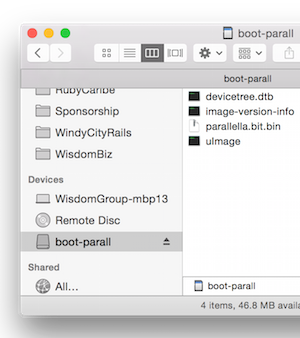 boot-parall
boot-parall
RubyCaribe
Sponsorship
WindyCityRails
WisdomBiz
Devices
WisdomGroup-mbp13
Remote Disc
boot-parall
Shared
All...
devicetree.dtb
image-version-info
parallella.bit.bin
uImage
boot-parall
4 items, 46.8 MB availa